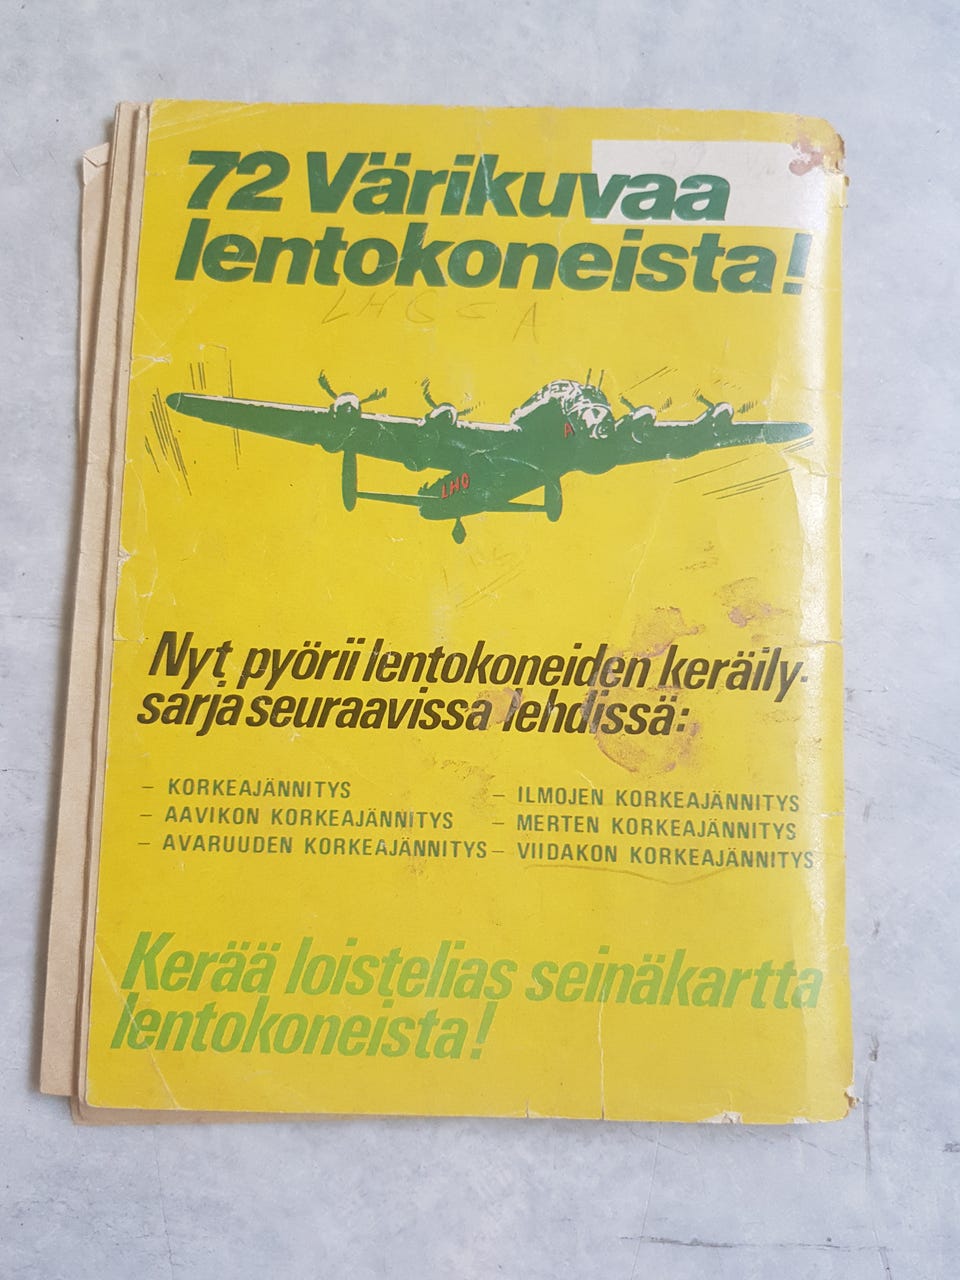 72 Värikuvaa
lentokoneista!
A
LHO
Nyt pyörii lentokoneiden keräily-
sarja seuraavissa lehdissä:
– KORKEAJÄNNITYS
– AAVIKON KORKEAJÄNNITYS
– AVARUUDEN KORKEAJÄNNITYS
– ILMOJEN KORKEAJÄNNITYS
– MERTEN KORKEAJÄNNITYS
– VIIDAKON KORKEAJÄNNITYS
Kerää loistelias seinäkartta
lentokoneista!